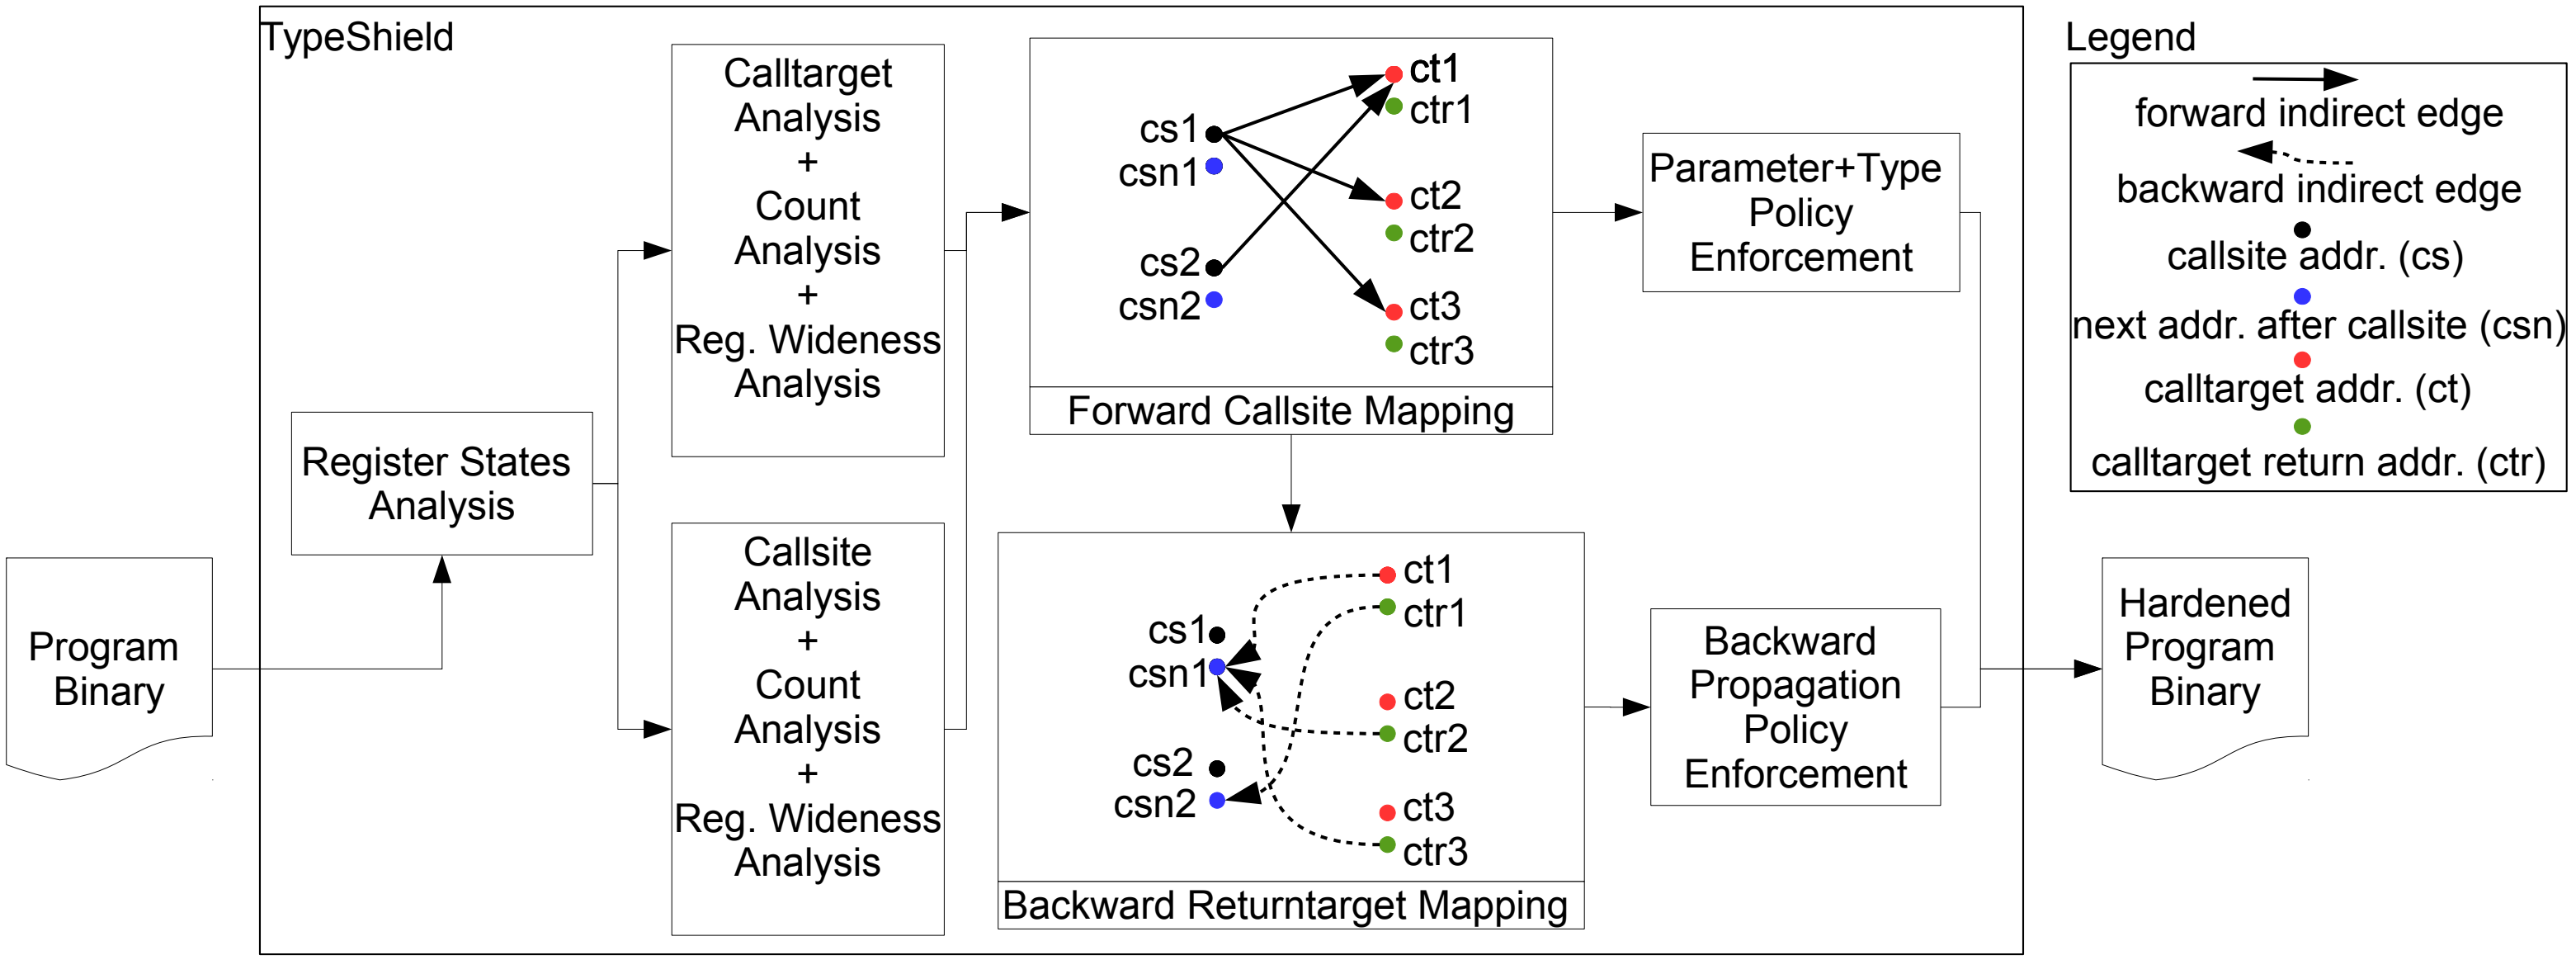 TypeShield
Program
Binary
Register States
Analysis
Calltarget
Analysis
+
Count
Analysis
+
Reg. Wideness
Analysis
Callsite
Analysis
+
Count
Analysis
+
Reg. Wideness
Analysis
cs1
csn1
cs2
csn2
ct1
ctr1
ct2
ctr2
ct3
ctr3
Forward Callsite Mapping
cs1
csn1
cs2
csn2
ct1
ctr1
ct2
ctr2
ct3
ctr3
Backward Returntarget Mapping
Parameter+Type
Policy
Enforcement
Backward
Propagation
Policy
Enforcement
Legend
forward indirect edge
backward indirect edge
callsite addr. (cs)
next addr. after callsite (csn)
calltarget addr. (ct)
calltarget return addr. (ctr)
Hardened
Program
Binary